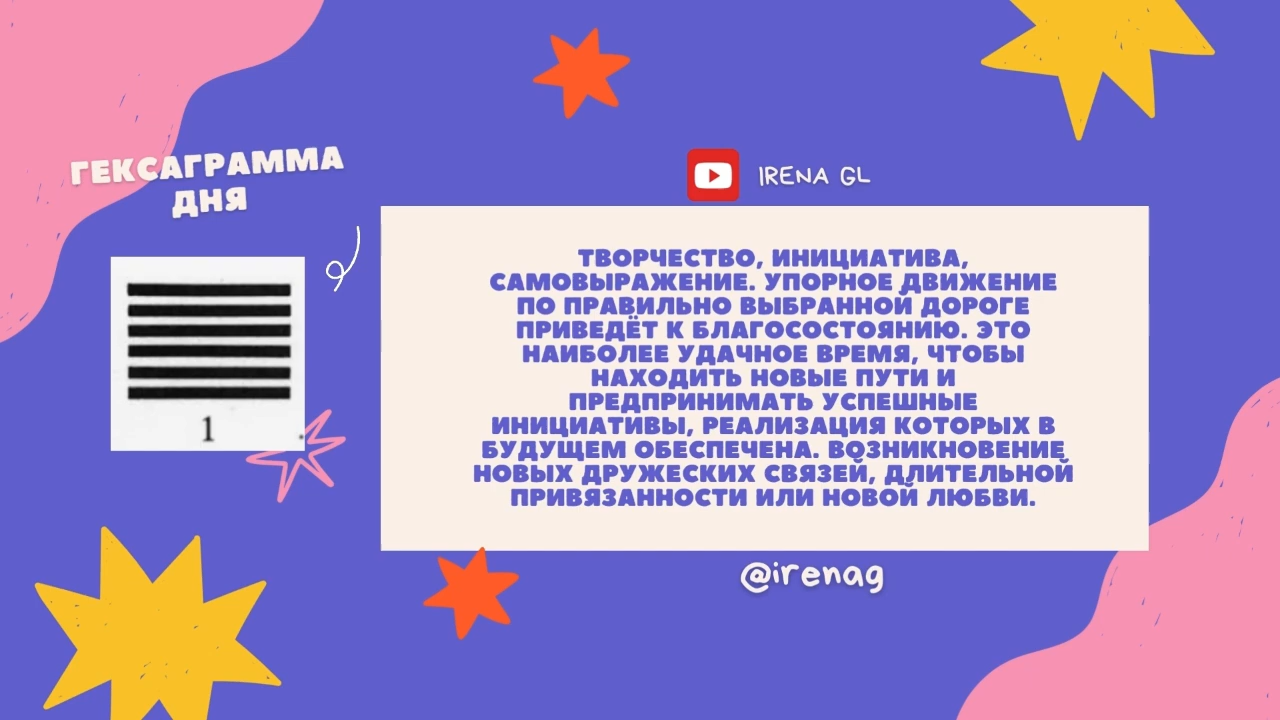 ГЕКСАГРАММА
ДНЯ
1
IRENA GL
ТВОРЧЕСТВО, ИНИЦИАТИВА,
САМОВЫРАЖЕНИЕ. УПОРНОЕ ДВИЖЕНИЕ
ПО ПРАВИЛЬНО ВЫБРАННОЙ ДОРОГЕ
ПРИВЕДЁТ К БЛАГОСОСТОЯНИЮ. ЭТО
НАИБОЛЕЕ УДАЧНОЕ ВРЕМЯ, ЧТОБЫ
НАХОДИТЬ НОВЫЕ ПУТИ И
ПРЕДПРИНИМАТЬ УСПЕШНЫЕ
ИНИЦИАТИВЫ, РЕАЛИЗАЦИЯ КОТОРЫХ В
БУДУЩЕМ ОБЕСПЕЧЕНА. ВОЗНИКНОВЕНИЕ
НОВЫХ ДРУЖЕСКИХ СВЯЗЕЙ, ДЛИТЕЛЬНОЙ
ПРИВЯЗАННОСТИ ИЛИ НОВОЙ ЛЮБВИ.
@irenag